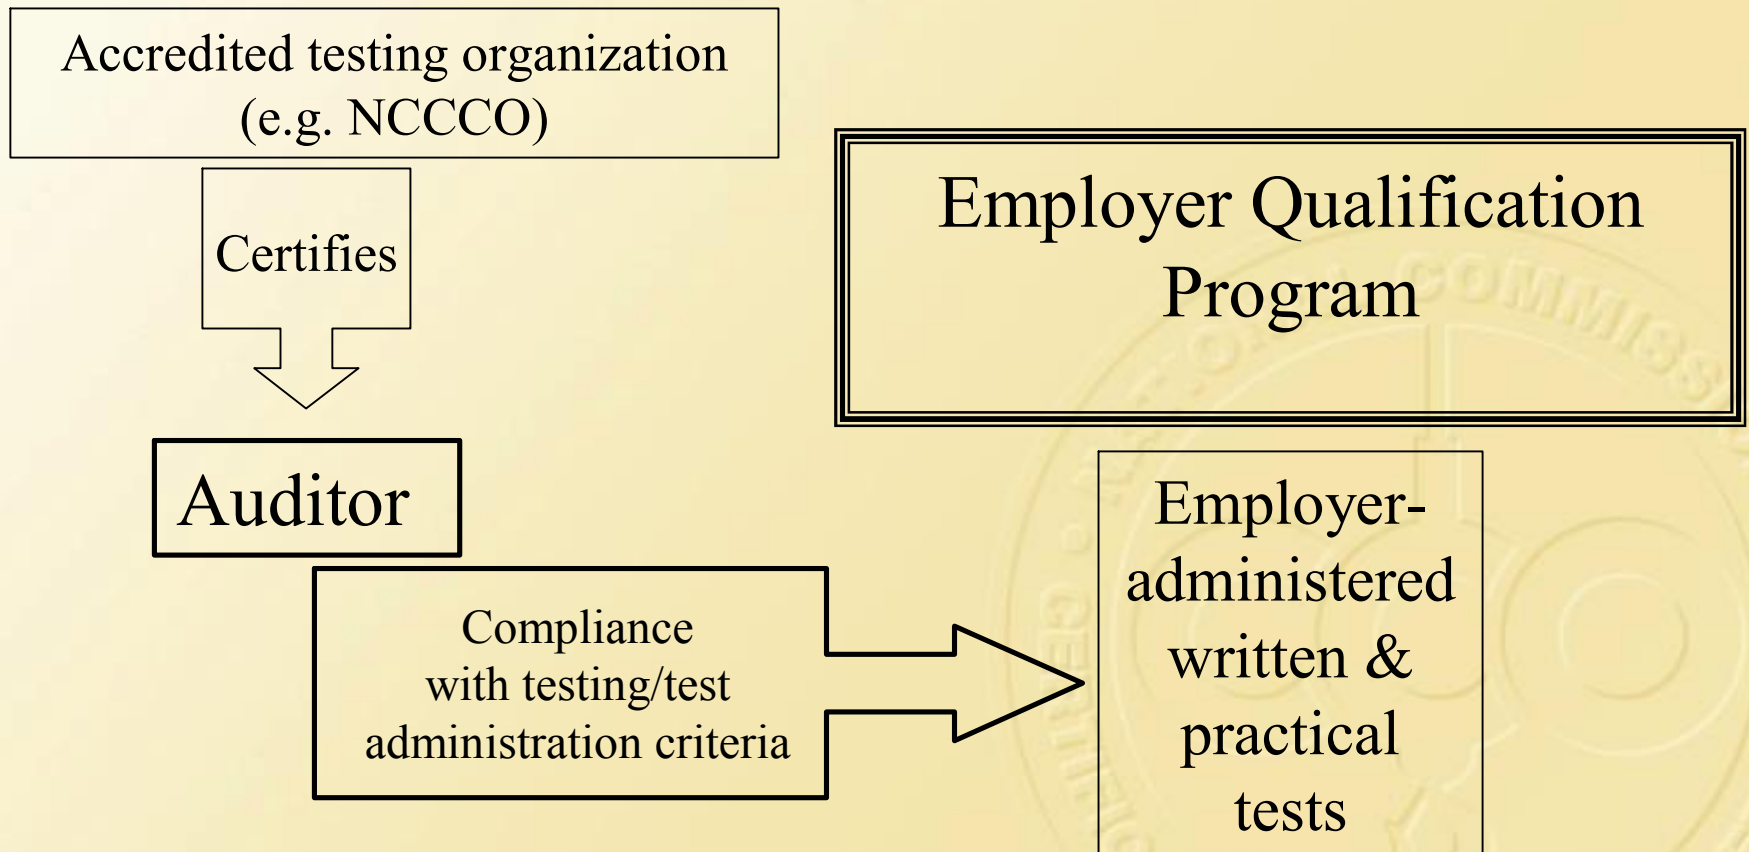 Accredited testing organization
(e.g. NCCCO)
Certifies
Employer Qualification
Program
Auditor
Compliance
with testing/test
administration criteria
Employer-
administered
written &
practical
tests